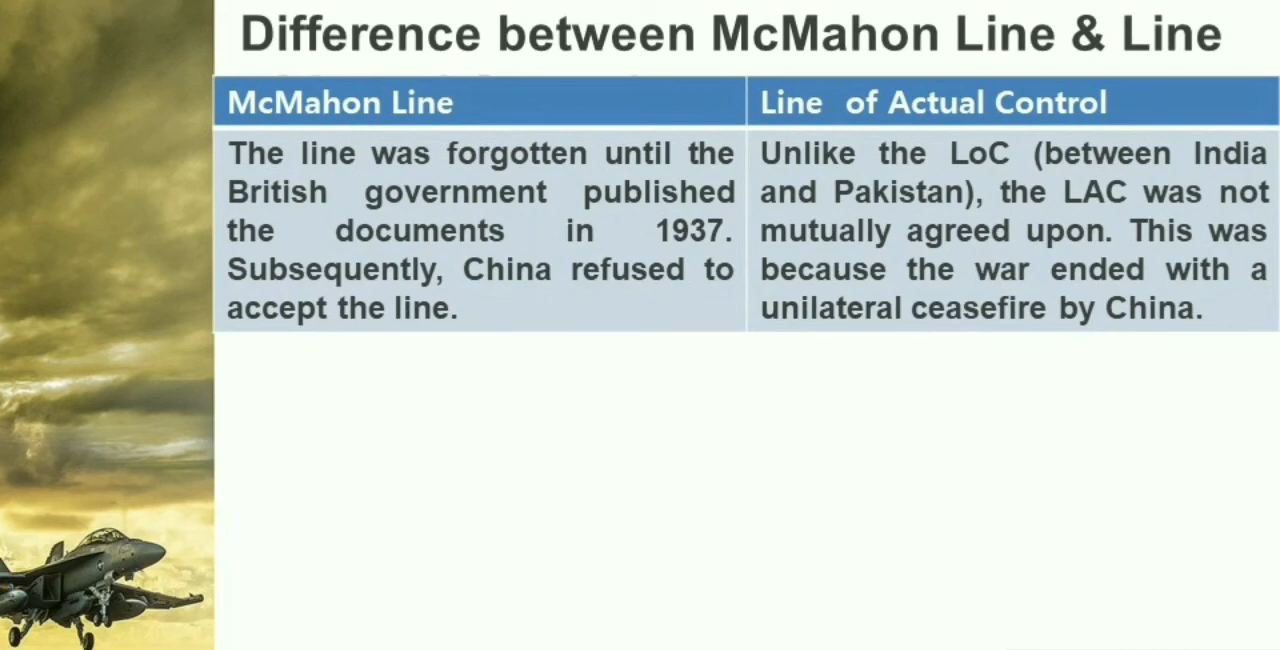 Difference between McMahon Line & Line
McMahon Line
The line was forgotten until the
British government published
the documents in 1937.
Subsequently, China refused to
accept the line.
Line of Actual Control
Unlike the LoC (between India
and Pakistan), the LAC was not
mutually agreed upon. This was
because the war ended with a
unilateral ceasefire by China.